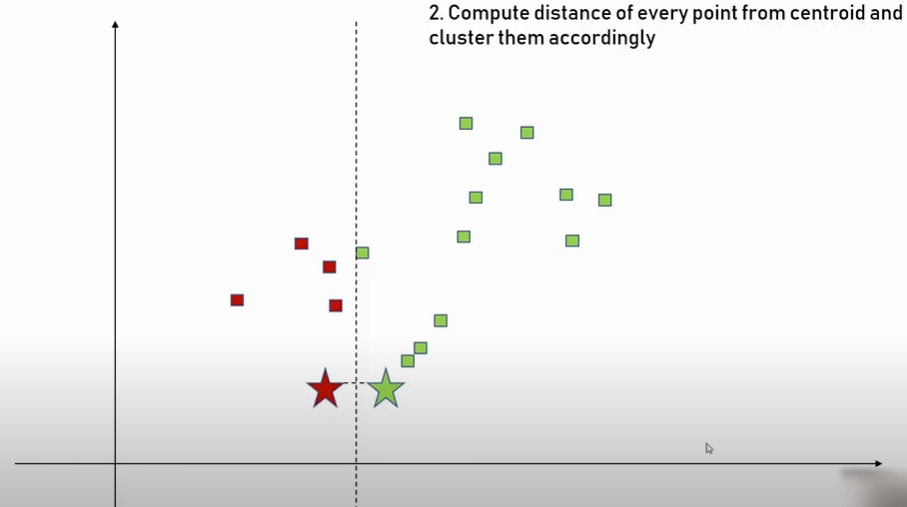 2. Compute distance of every point from centroid and
cluster them accordingly